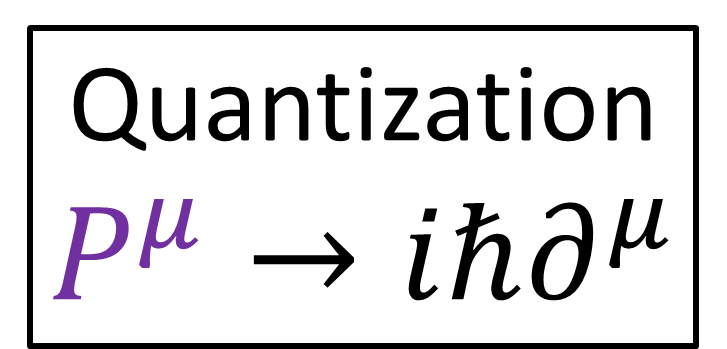 Quantization
P^μ → iℏ∂^μ